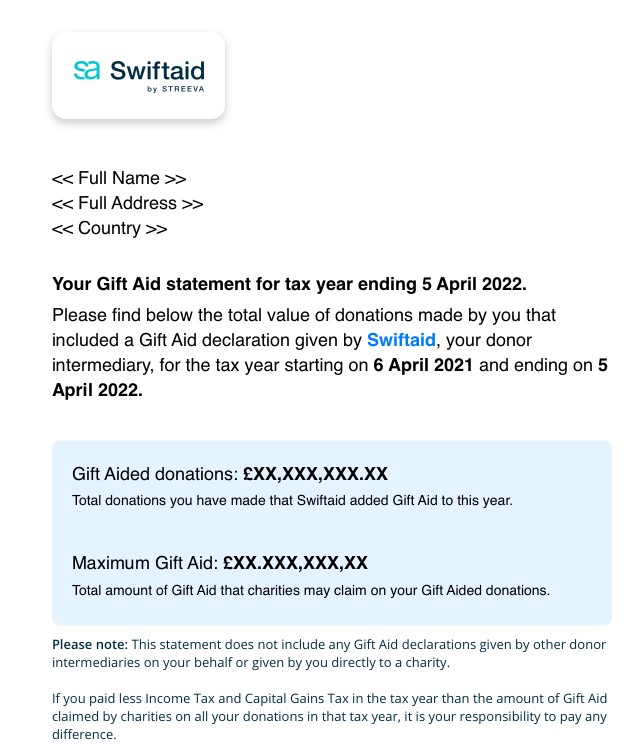 sa Swiftaid
by STREEVA
<< Full Name >>
<< Full Address >>
<< Country >>
Your Gift Aid statement for tax year ending 5 April 2022.
Please find below the total value of donations made by you that
included a Gift Aid declaration given by Swiftaid, your donor
intermediary, for the tax year starting on 6 April 2021 and ending on 5
April 2022.
Gift Aided donations: £XX,XXX,XXX.XX
Total donations you have made that Swiftaid added Gift Aid to this year.
Maximum Gift Aid: £XX.XXX,XXX,XX
Total amount of Gift Aid that charities may claim on your Gift Aided donations.
Please note: This statement does not include any Gift Aid declarations given by other donor
intermediaries on your behalf or given by you directly to a charity.
If you paid less Income Tax and Capital Gains Tax in the tax year than the amount of Gift Aid
claimed by charities on all your donations in that tax year, it is your responsibility to pay any
difference.